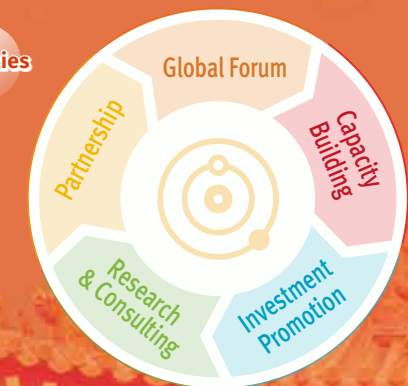 ies
Global Forum
Capacity
Building
Investment
Promotion
Research
& Consulting
Partnership